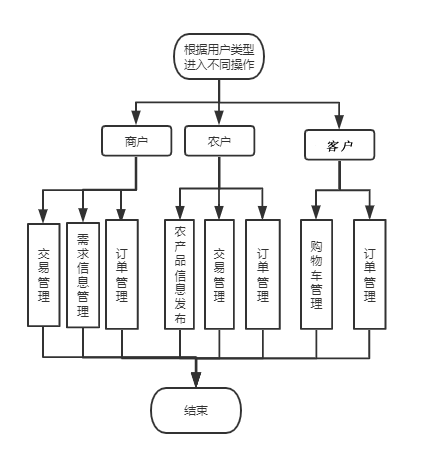 根据用户类型
进入不同操作
商户
农户
客户
交易管理
需求信息管理
订单管理
农产品信息发布
交易管理
订单管理
购物车管理
订单管理
结束